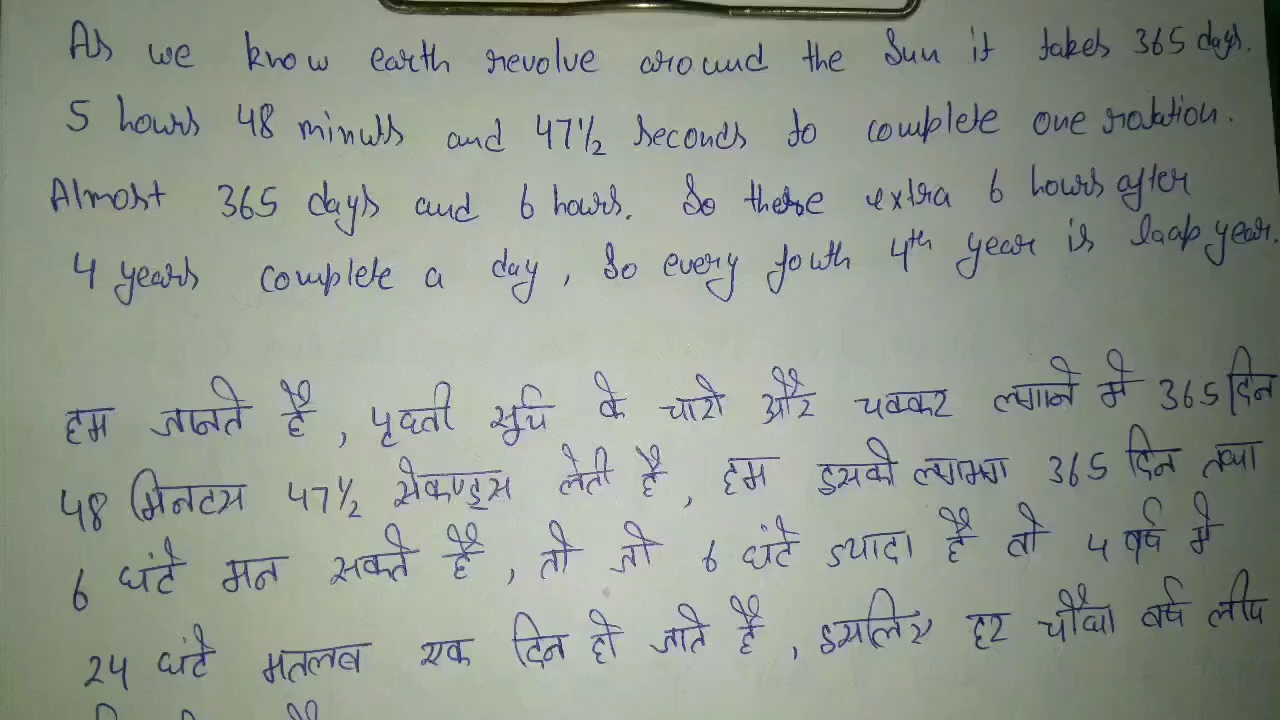 As we know earth revolve around the Sun it takes 365 days.
5 hours 48 minuts and 47½ seconds to complete one rotation.
Almost 365 days and 6 hours. So these extra 6 hours after
4 years complete a day, so every fouth 4th year is leap year.
हम जानते है, पृथ्वी सूर्य के चारो और चक्कर लगाने मे 365 दिन
48 मिनटस 47½ सेकण्ड्स लेती है, हम इसको लगभग 365 दिन तथा
6 घंटे मन सकते है, तो जो 6 घंटे ज्यादा है वो 4 वर्ष मे
24 घंटे मतलब एक दिन हो जाते है, इसलिए हर चौथा वर्ष लीप